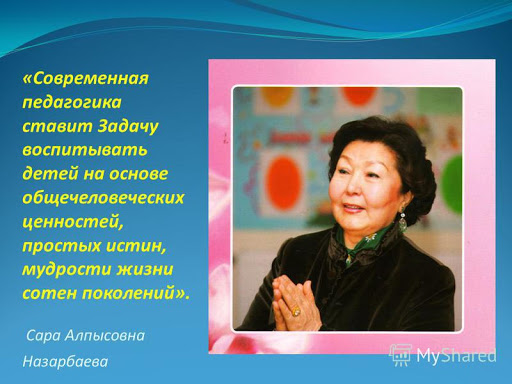 «Современная
педагогика
ставит Задачу
воспитывать
детей на основе
общечеловеческих
ценностей,
простых истин,
мудрости жизни
сотен поколений».
Сара Алпысовна
Назарбаева
MyShared